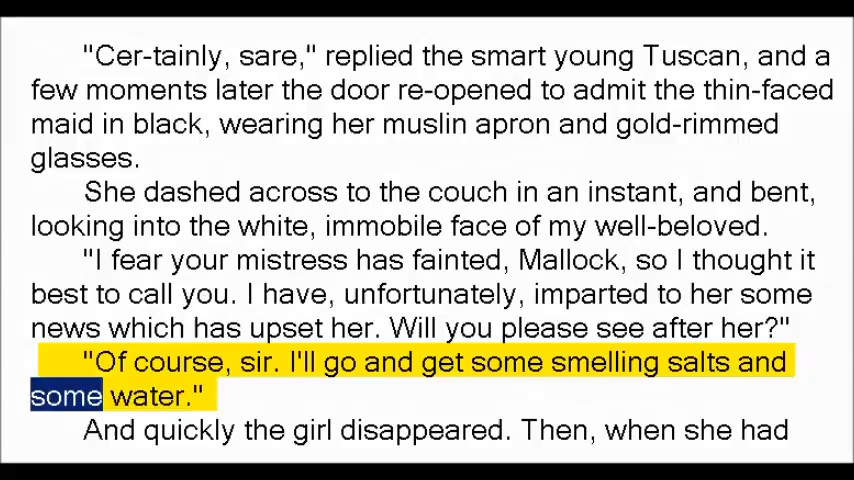 "Cer-tainly, sare," replied the smart young Tuscan, and a
few moments later the door re-opened to admit the thin-faced
maid in black, wearing her muslin apron and gold-rimmed
glasses.
She dashed across to the couch in an instant, and bent,
looking into the white, immobile face of my well-beloved.
"I fear your mistress has fainted, Mallock, so I thought it
best to call you. I have, unfortunately, imparted to her some
news which has upset her. Will you please see after her?"
"Of course, sir. I'll go and get some smelling salts and
some water."
And quickly the girl disappeared. Then, when she had